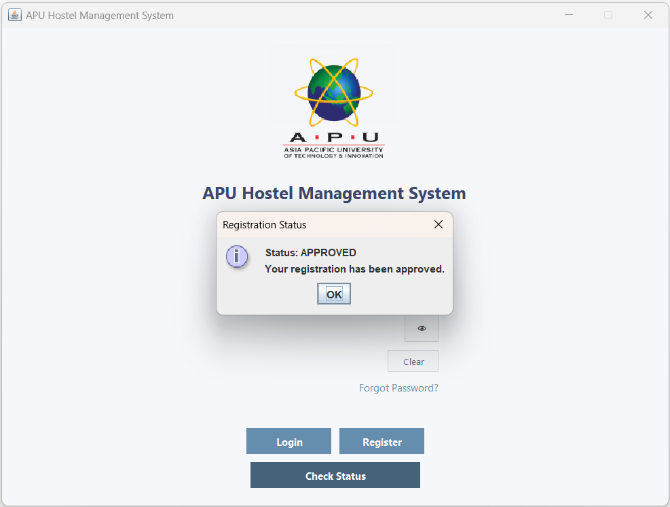 APU Hostel Management System
A·P·U
ASIA PACIFIC UNIVERSITY
OF TECHNOLOGY & INNOVATION
APU Hostel Management System
Registration Status
Status: APPROVED
Your registration has been approved.
OK
Clear
Forgot Password?
Login
Register
Check Status